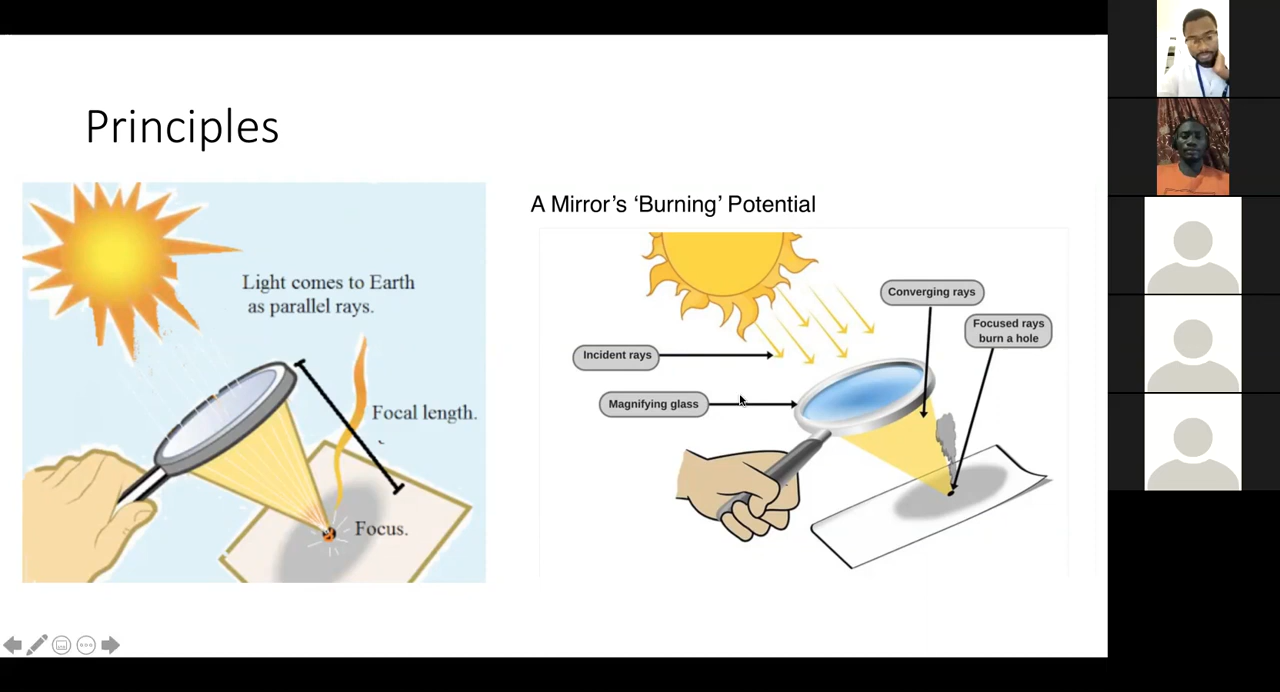 Principles
Light comes to Earth
as parallel rays.
Focal length.
Focus.
A Mirror’s ‘Burning’ Potential
Converging rays
Focused rays
burn a hole
Incident rays
Magnifying glass